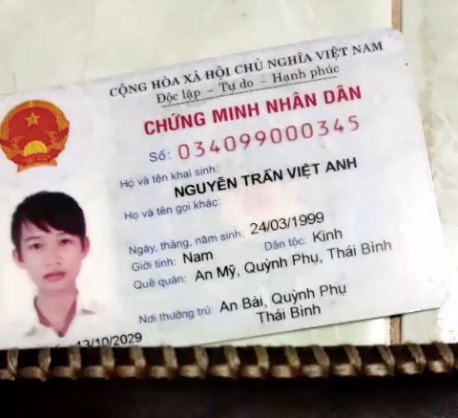 CỘNG HÒA XÃ HỘI CHỦ NGHĨA VIỆT NAM
Độc lập - Tự do - Hạnh phúc
CHỨNG MINH NHÂN DÂN
Số: 034099000345
Họ và tên khai sinh:
NGUYỄN TRẦN VIỆT ANH
Họ và tên gọi khác:
Ngày, tháng, năm sinh: 24/03/1999
Giới tính: Nam Dân tộc: Kinh
Quê quán: An Mỹ, Quỳnh Phụ, Thái Bình
Nơi thường trú: An Bài, Quỳnh Phụ
Thái Bình
13/10/2029